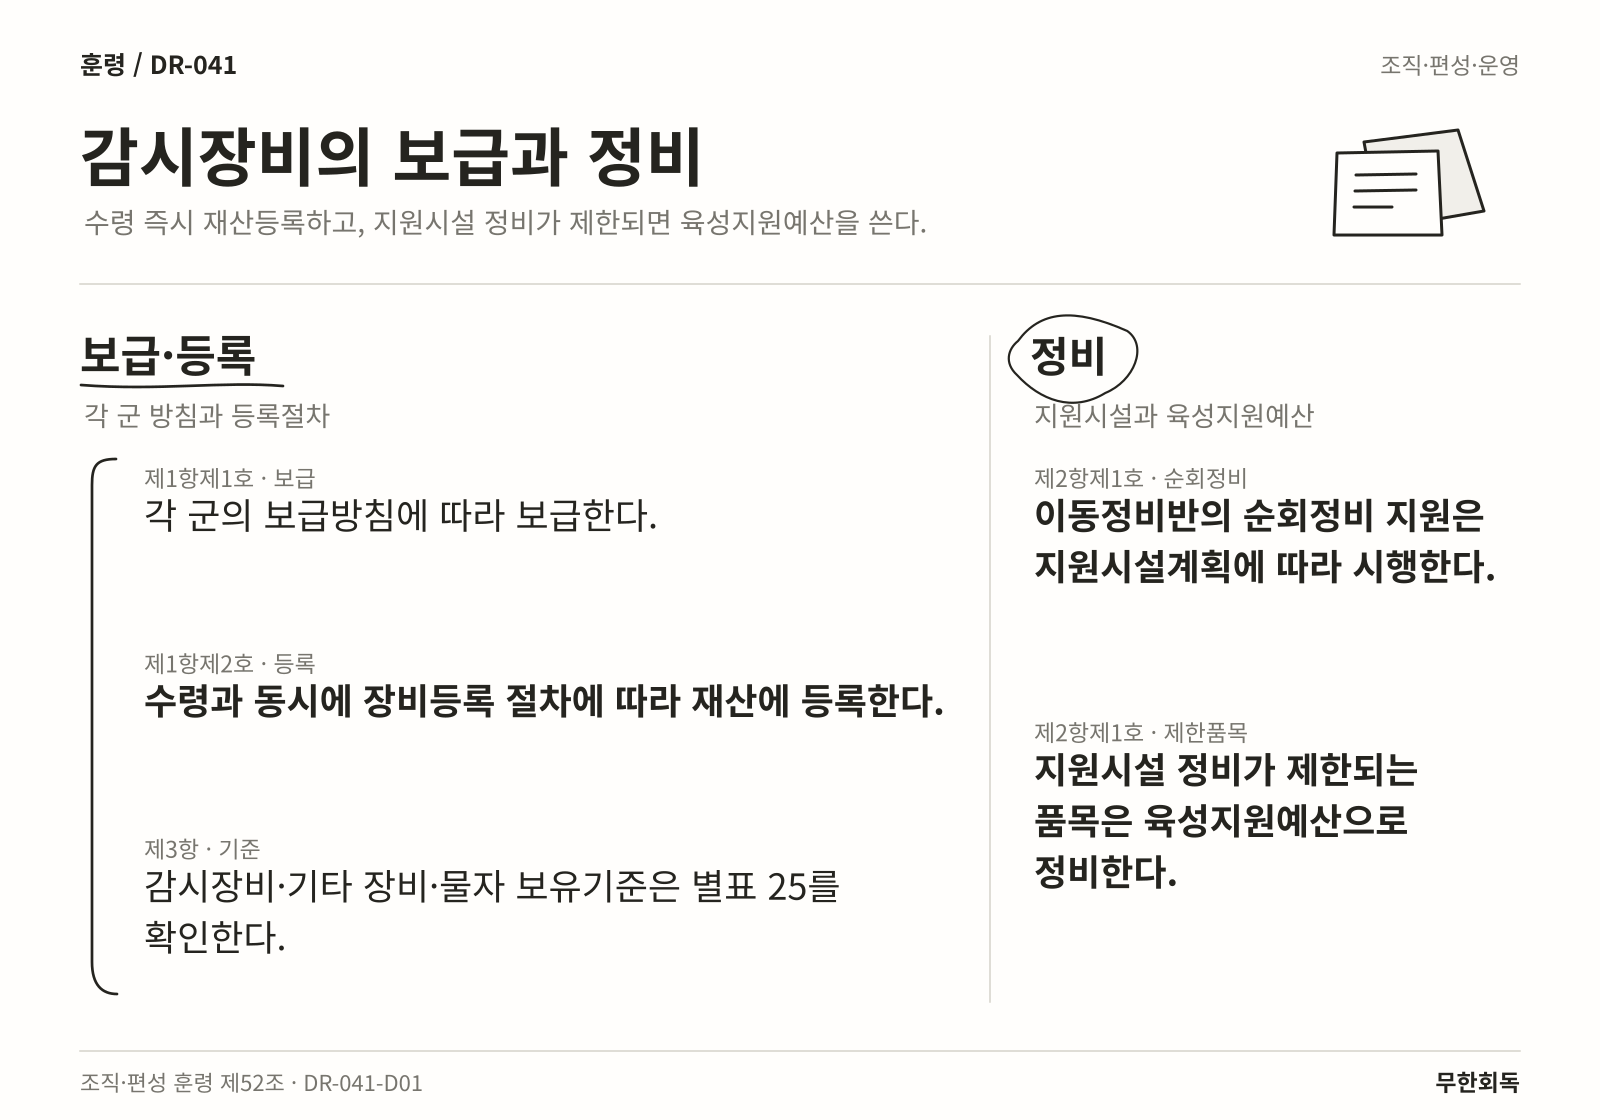 훈령 / DR-041
조직·편성·운영
감시장비의 보급과 정비
수령 즉시 재산등록하고, 지원시설 정비가 제한되면 육성지원예산을 쓴다.
보급·등록
각 군 방침과 등록절차
제1항제1호 · 보급
각 군의 보급방침에 따라 보급한다.
제1항제2호 · 등록
수령과 동시에 장비등록 절차에 따라 재산에 등록한다.
제3항 · 기준
감시장비·기타 장비·물자 보유기준은 별표 25를
확인한다.
정비
지원시설과 육성지원예산
제2항제1호 · 순회정비
이동정비반의 순회정비 지원은
지원시설계획에 따라 시행한다.
제2항제1호 · 제한품목
지원시설 정비가 제한되는
품목은 육성지원예산으로
정비한다.
조직·편성 훈령 제52조 · DR-041-D01
무한회독